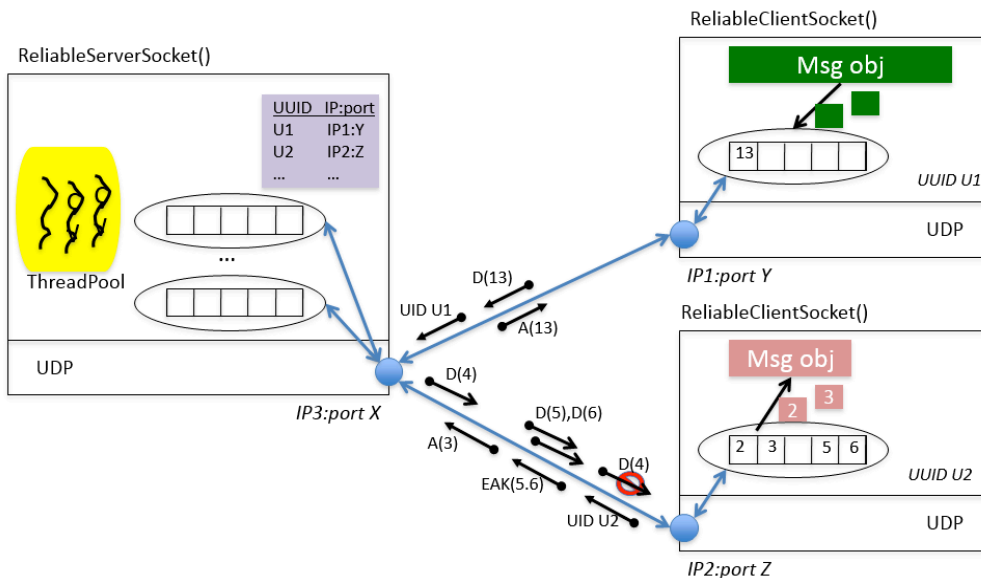 ReliableServerSocket()
UUID IP:port
U1 IP1:Y
U2 IP2:Z
... ...
ThreadPool
...
UDP
IP3:port X
ReliableClientSocket()
Msg obj
13
UUID U1
UDP
IP1:port Y
D(13)
UID U1
A(13)
D(4)
D(5),D(6)
A(3)
D(4)
EAK(5.6)
UID U2
ReliableClientSocket()
Msg obj
3
2
2 3 5 6
UUID U2
UDP
IP2:port Z